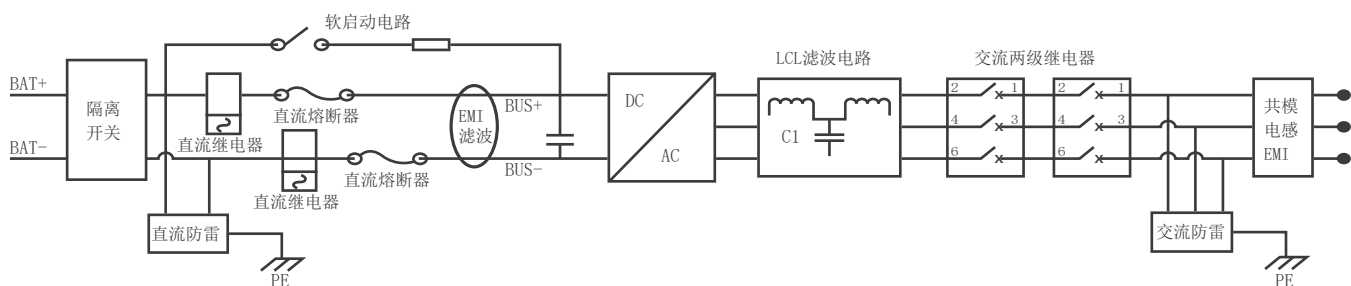 软启动电路
LCL滤波电路
交流两级继电器
BAT+
隔离
开关
直流继电器
直流熔断器
EMI
滤波
BUS+
DC
AC
C1
2
1
4
3
6
2
1
4
3
6
共模
电感
EMI
BAT-
直流继电器
直流熔断器
BUS-
直流防雷
PE
交流防雷
PE